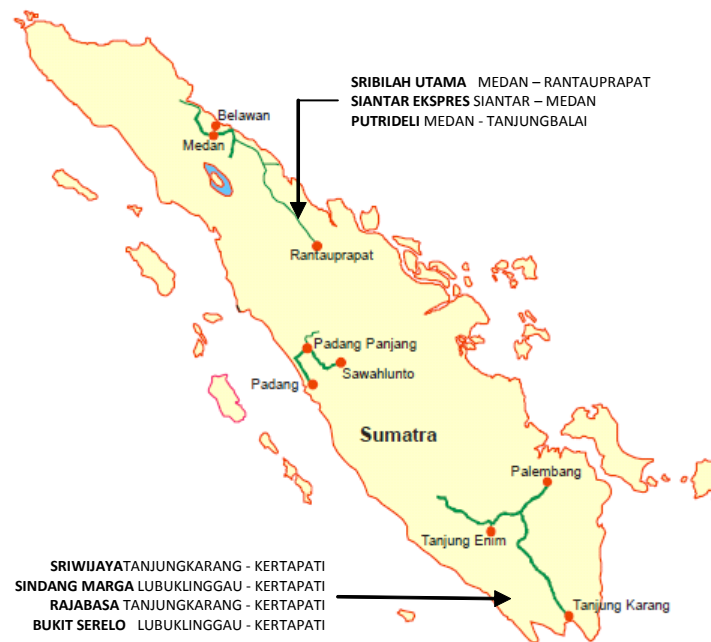 SRIBILAH UTAMA MEDAN – RANTAUPRAPAT
SIANTAR EKSPRES SIANTAR – MEDAN
PUTRIDELI MEDAN - TANJUNGBALAI
Belawan
Medan
Rantauprapat
Padang Panjang
Sawahlunto
Padang
Sumatra
Palembang
Tanjung Enim
SRIWIJAYATANJUNGKARANG - KERTAPATI
SINDANG MARGA LUBUKLINGGAU - KERTAPATI
RAJABASA TANJUNGKARANG - KERTAPATI
BUKIT SERELO LUBUKLINGGAU - KERTAPATI
Tanjung Karang